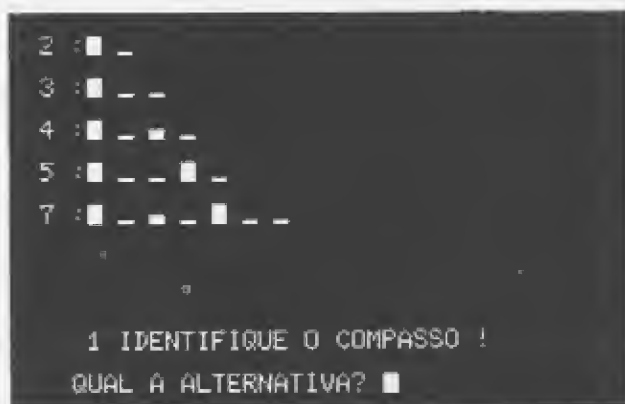 2 :
3 :
4 :
5 :
7 :
1 IDENTIFIQUE O COMPASSO !
QUAL A ALTERNATIVA?